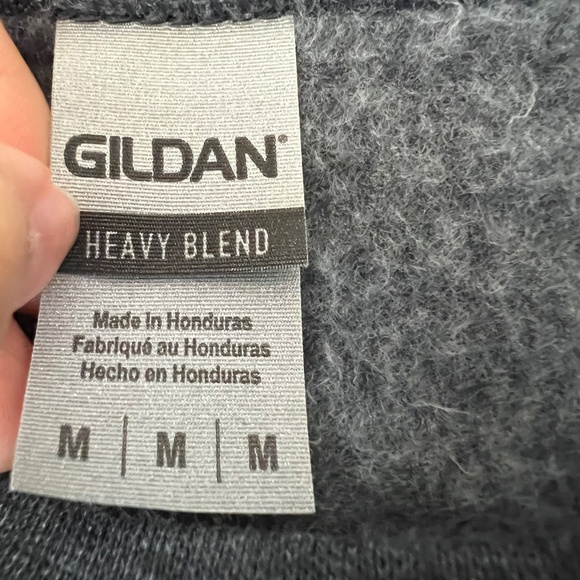 GILDAN®
HEAVY BLEND
Made in Honduras
Fabriqué au Honduras
Hecho en Honduras
M | M | M